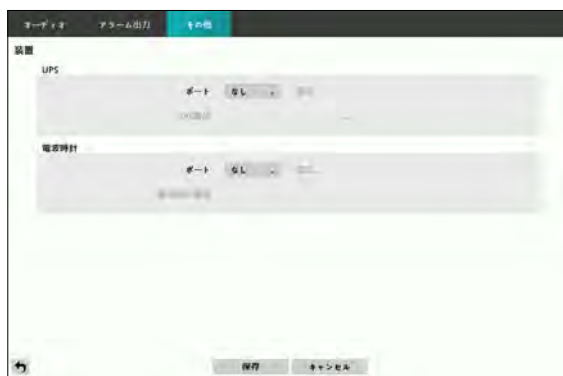 オーディオ アラーム出力 その他
装置
UPS
ポート なし
電波時計
ポート なし
保存 キャンセル